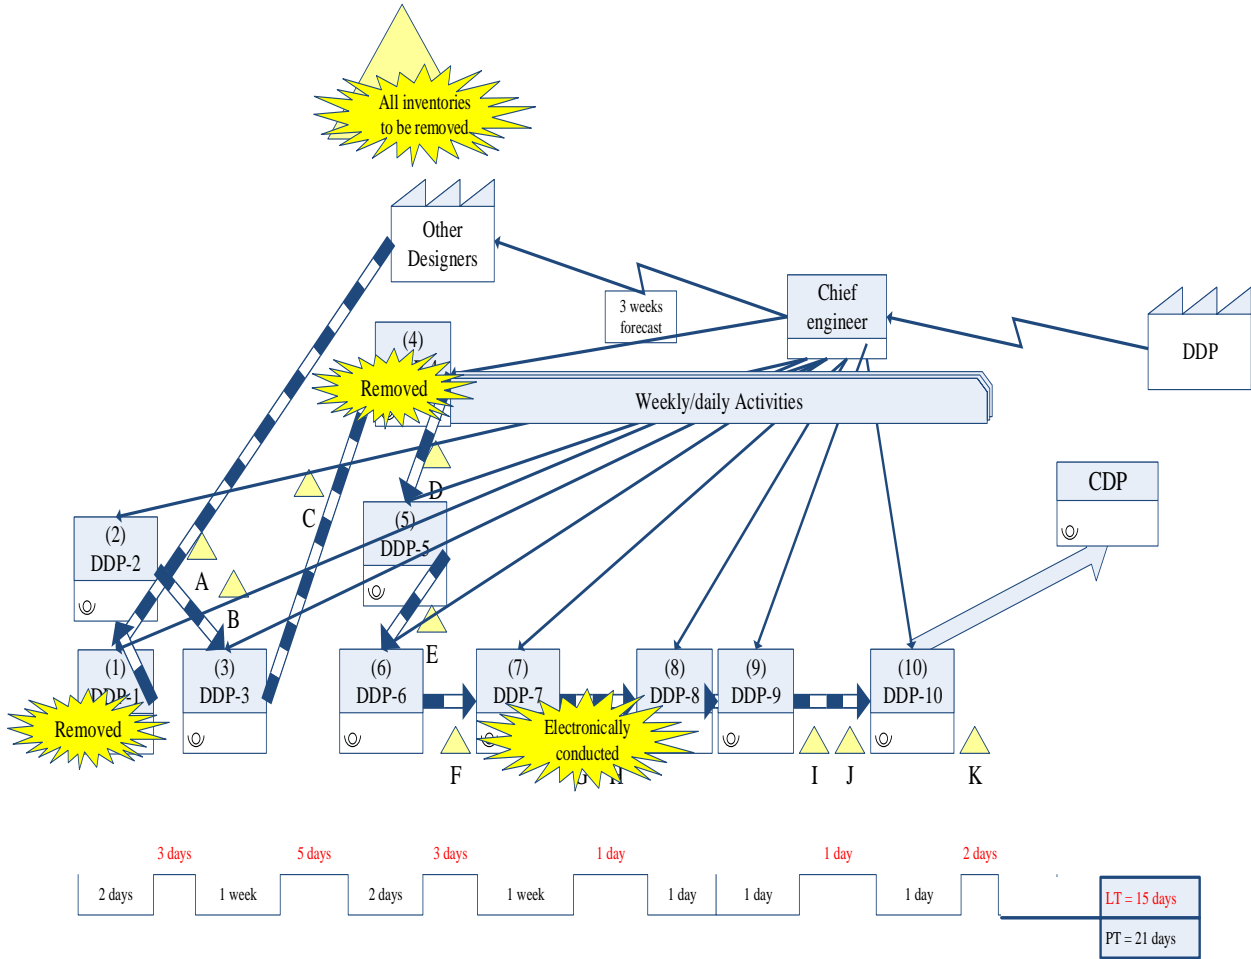 All inventories
to be removed
Other
Designers
3 weeks
forecast
Chief
engineer
DDP
(4)
Removed
Weekly/daily Activities
CDP
(2)
DDP-2
A
B
C
D
(5)
DDP-5
E
(1)
DDP-1
Removed
(3)
DDP-3
(6)
DDP-6
(7)
DDP-7
(8)
DDP-8
(9)
DDP-9
(10)
DDP-10
Electronically
conducted
F
G
H
I
J
K
3 days
5 days
3 days
1 day
1 day
2 days
2 days
1 week
2 days
1 week
1 day
1 day
1 day
LT = 15 days
PT = 21 days